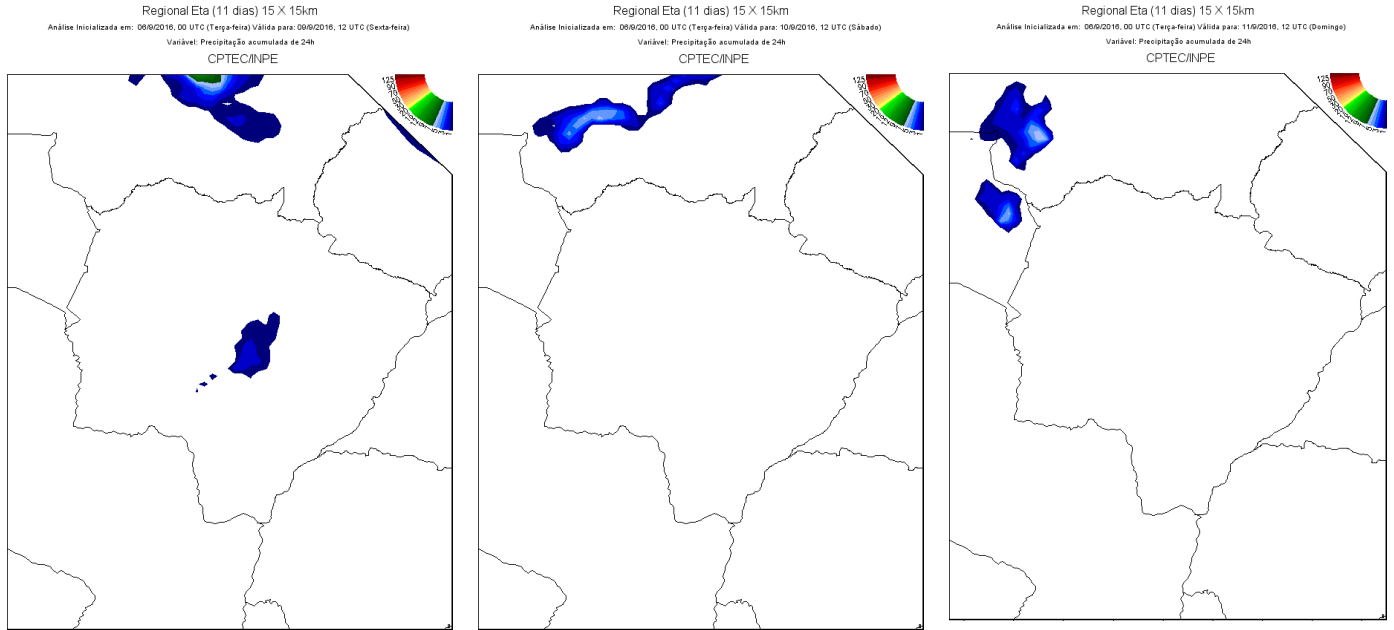 Regional Eta (11 dias) 15 X 15km
Análise Inicializada em: 06/9/2016, 00 UTC (Terça-feira) Válida para: 09/9/2016, 12 UTC (Sexta-feira)
Variável: Precipitação acumulada de 24h
CPTEC/INPE
Regional Eta (11 dias) 15 X 15km
Análise Inicializada em: 06/9/2016, 00 UTC (Terça-feira) Válida para: 10/9/2016, 12 UTC (Sábado)
Variável: Precipitação acumulada de 24h
CPTEC/INPE
Regional Eta (11 dias) 15 X 15km
Análise Inicializada em: 06/9/2016, 00 UTC (Terça-feira) Válida para: 11/9/2016, 12 UTC (Domingo)
Variável: Precipitação acumulada de 24h
CPTEC/INPE